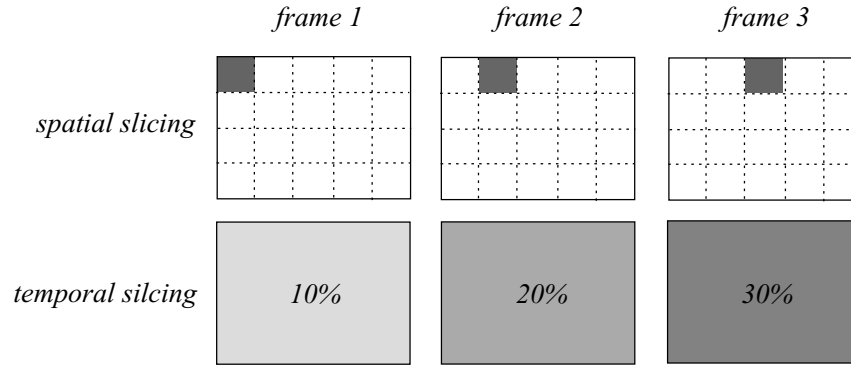 frame 1 frame 2 frame 3
spatial slicing
temporal silcing 10% 20% 30%